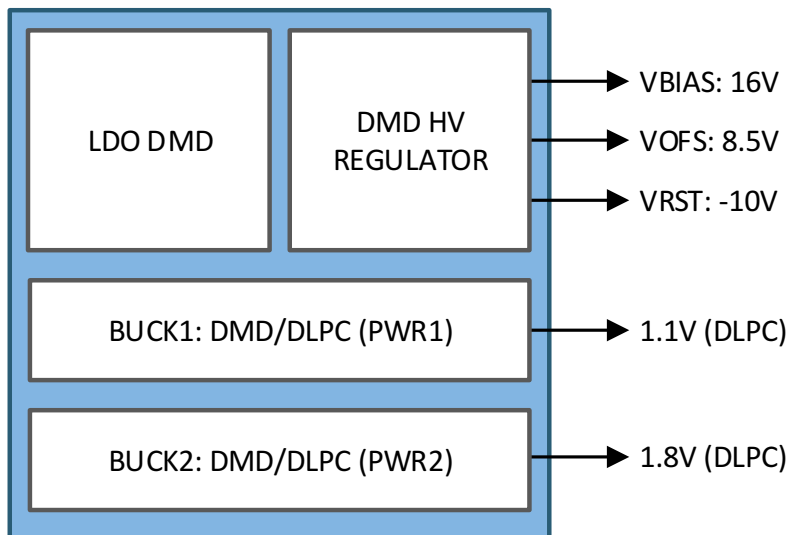 LDO DMD
DMD HV
REGULATOR
VBIAS: 16V
VOFS: 8.5V
VRST: -10V
BUCK1: DMD/DLPC (PWR1)
1.1V (DLPC)
BUCK2: DMD/DLPC (PWR2)
1.8V (DLPC)